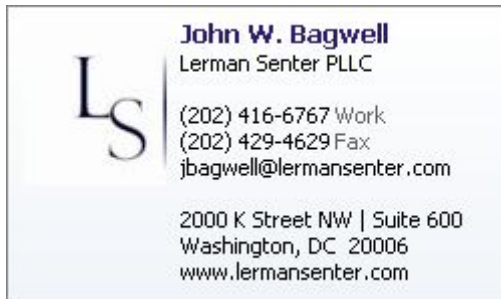 LS
John W. Bagwell
Lerman Senter PLLC
(202) 416-6767 Work
(202) 429-4629 Fax
jbagwell@lermansenter.com
2000 K Street NW | Suite 600
Washington, DC  20006
www.lermansenter.com